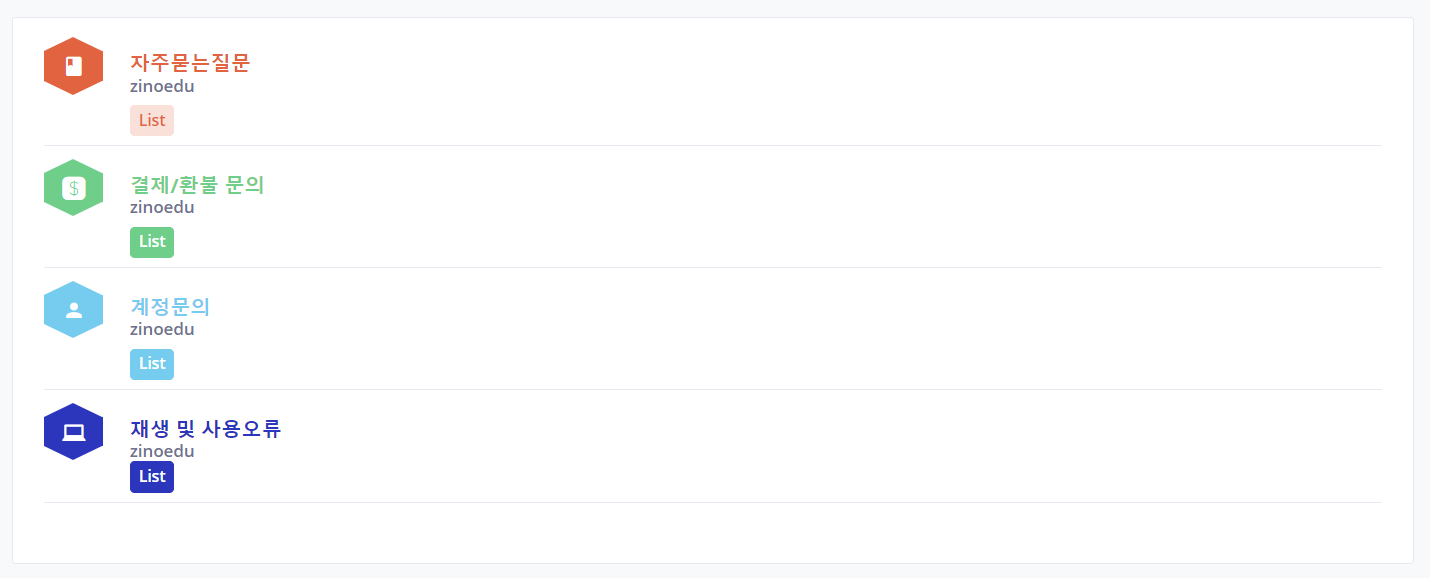 자주묻는질문
zinoedu
List
결제/환불 문의
zinoedu
List
계정문의
zinoedu
List
재생 및 사용오류
zinoedu
List